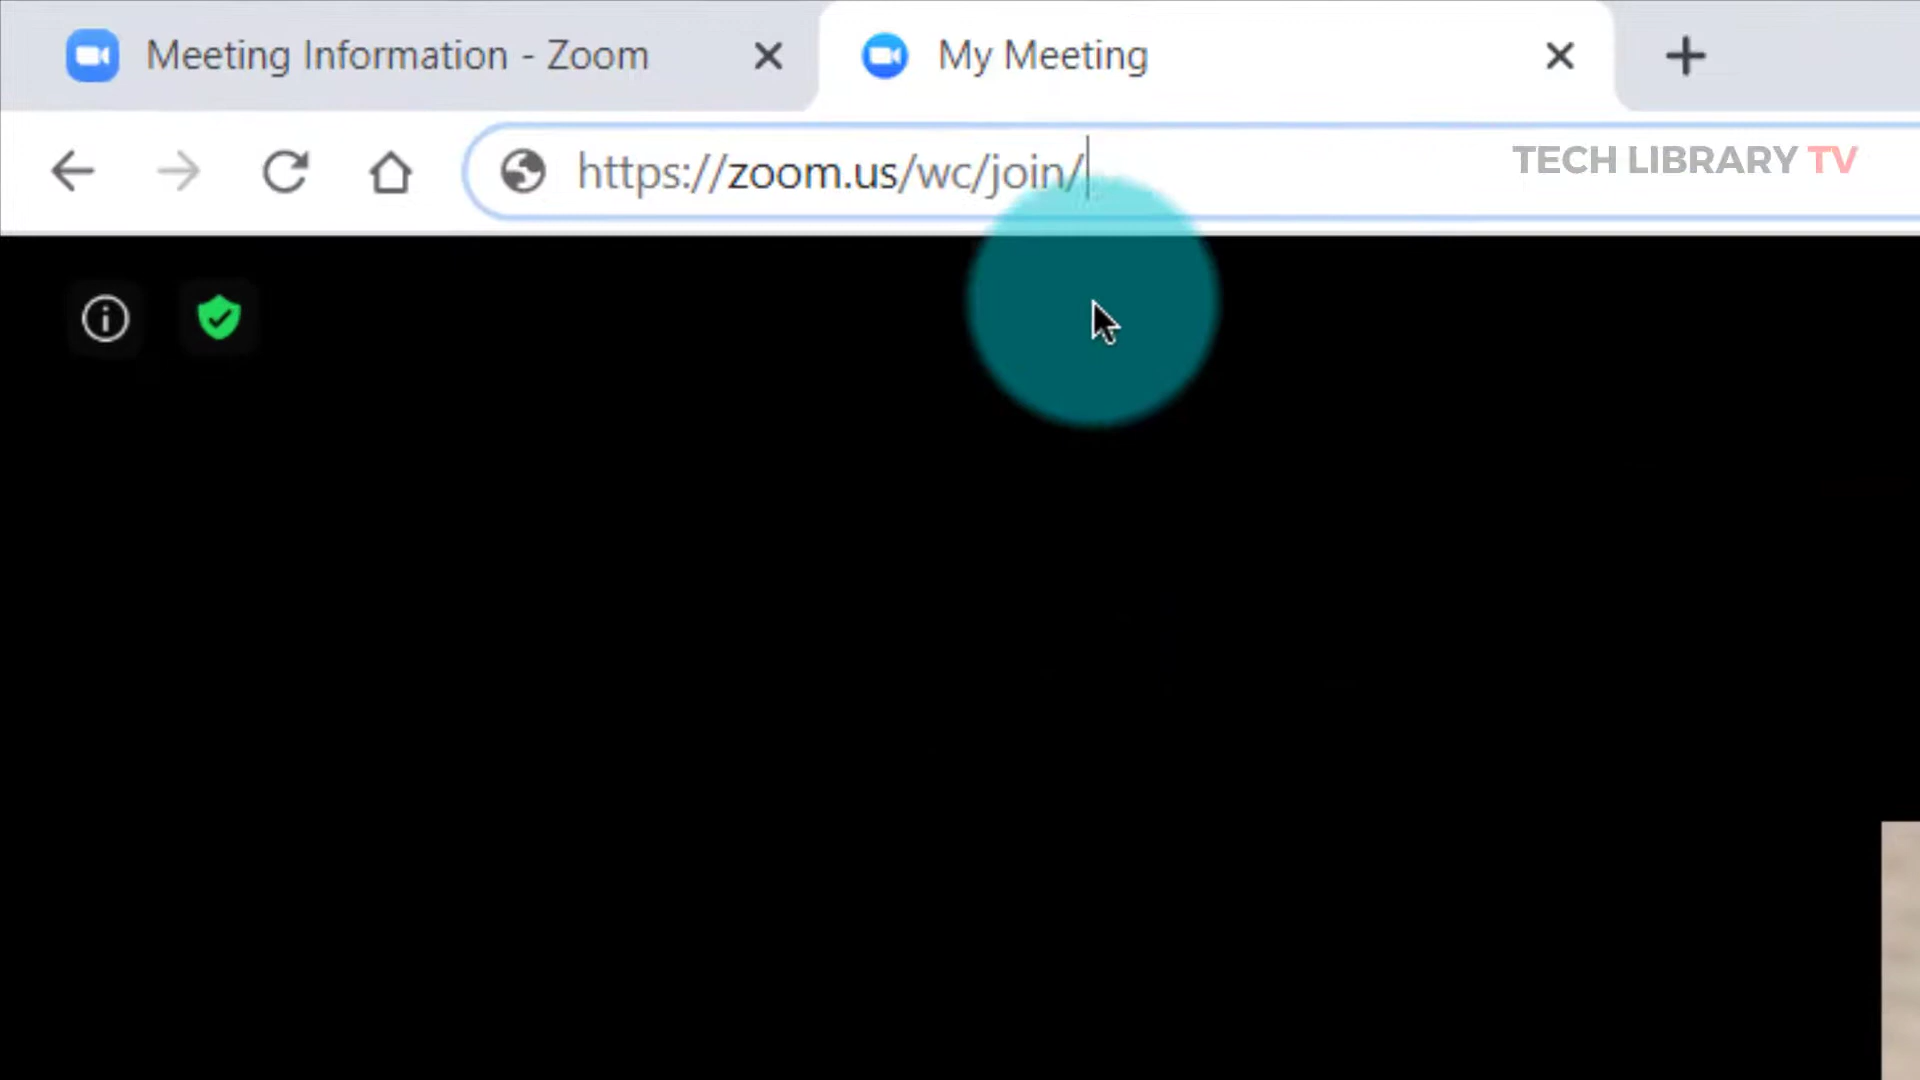 Meeting Information - Zoom
My Meeting
https://zoom.us/wc/join/
TECH LIBRARY TV